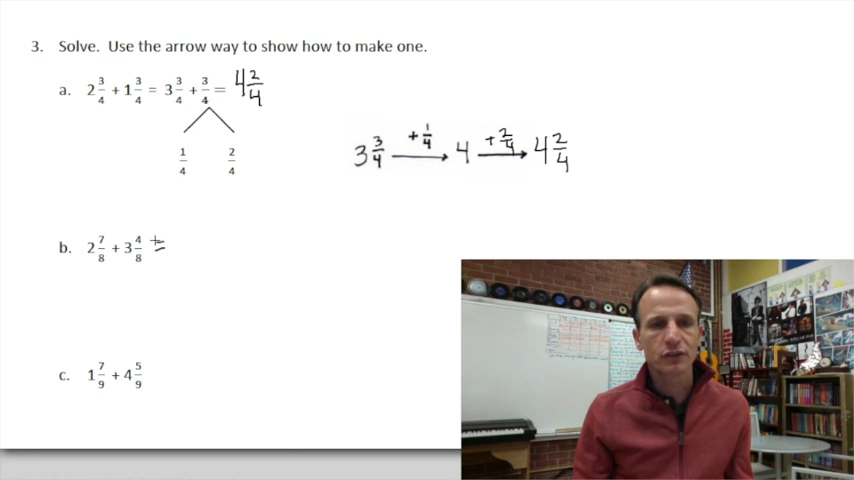 3. Solve. Use the arrow way to show how to make one.
a. 2 3/4 + 1 3/4 = 3 3/4 + 3/4 = 4 2/4
1/4 2/4
3 3/4 +1/4 → 4 +2/4 → 4 2/4
b. 2 7/8 + 3 4/8 =
c. 1 7/9 + 4 5/9